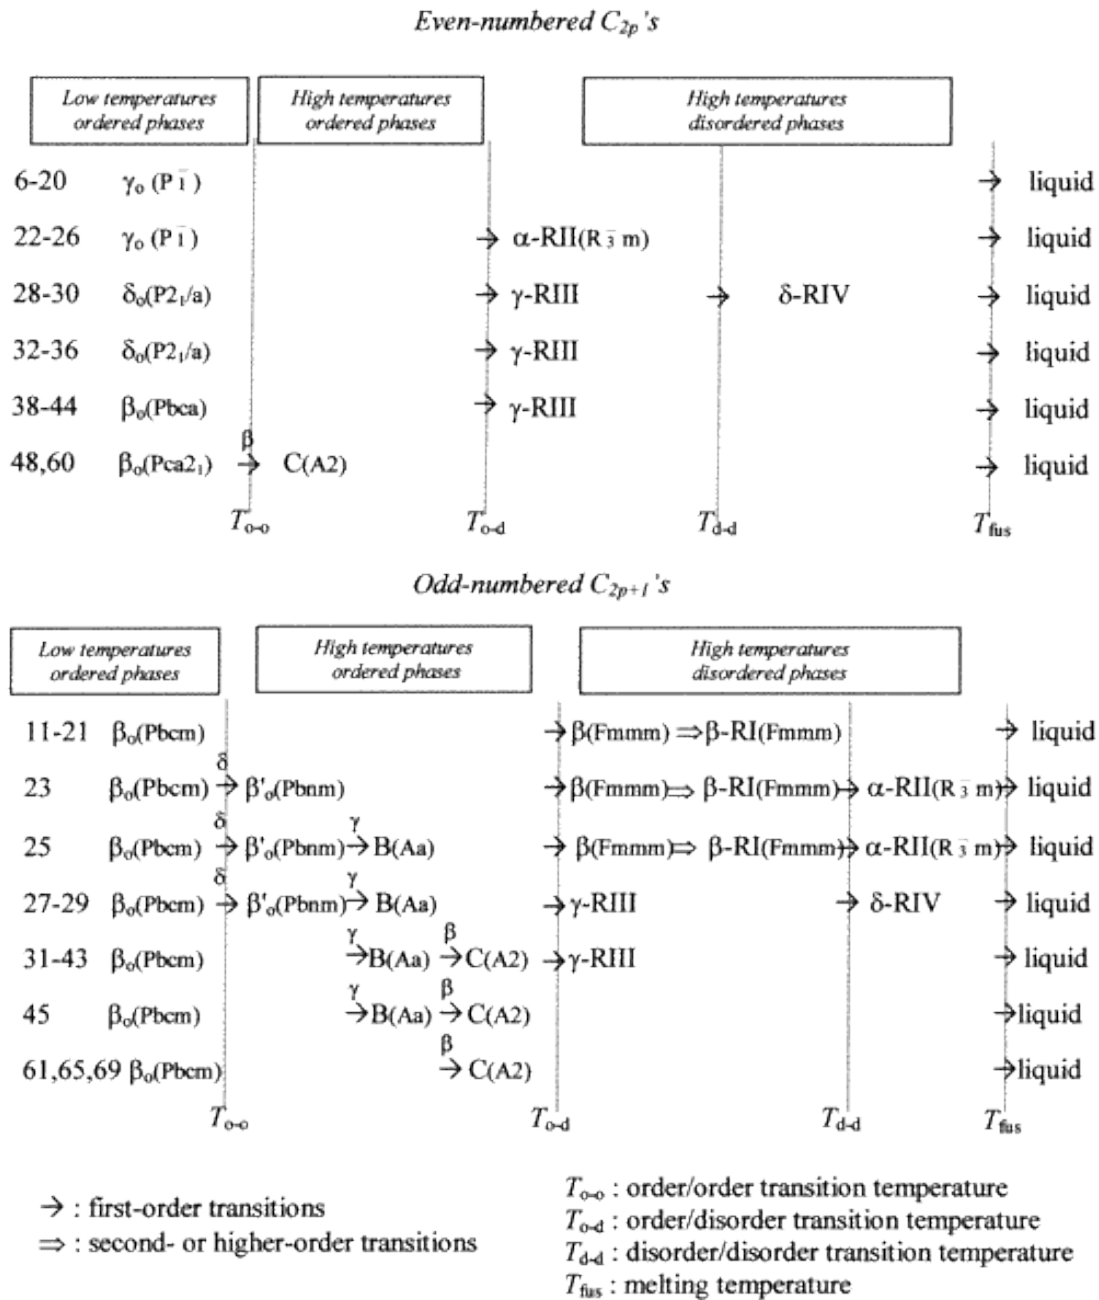 Even-numbered C2p's
Low temperatures
ordered phases
High temperatures
ordered phases
High temperatures
disordered phases
6-20 γo (P 1̄ ) → liquid
22-26 γo (P 1̄ ) → α-RII(R 3̄ m) → liquid
28-30 δo(P21/a) → γ-RIII → δ-RIV → liquid
32-36 δo(P21/a) → γ-RIII → liquid
38-44 βo(Pbca) → γ-RIII → liquid
β
48,60 βo(Pca21) → C(A2) → liquid
To-o To-d Td-d Tfus
Odd-numbered C2p+1's
Low temperatures
ordered phases
High temperatures
ordered phases
High temperatures
disordered phases
11-21 βo(Pbcm) → β(Fmmm) ⇒ β-RI(Fmmm) → liquid
δ
23 βo(Pbcm) → β'o(Pbnm) → β(Fmmm) ⇒ β-RI(Fmmm) → α-RII(R 3̄ m) → liquid
δ γ
25 βo(Pbcm) → β'o(Pbnm) → B(Aa) → β(Fmmm) ⇒ β-RI(Fmmm) → α-RII(R 3̄ m) → liquid
δ γ
27-29 βo(Pbcm) → β'o(Pbnm) → B(Aa) → γ-RIII → δ-RIV → liquid
γ β
31-43 βo(Pbcm) → B(Aa) → C(A2) → γ-RIII → liquid
γ β
45 βo(Pbcm) → B(Aa) → C(A2) → liquid
β
61,65,69 βo(Pbcm) → C(A2) → liquid
To-o To-d Td-d Tfus
→ : first-order transitions
⇒ : second- or higher-order transitions
To-o : order/order transition temperature
To-d : order/disorder transition temperature
Td-d : disorder/disorder transition temperature
Tfus : melting temperature